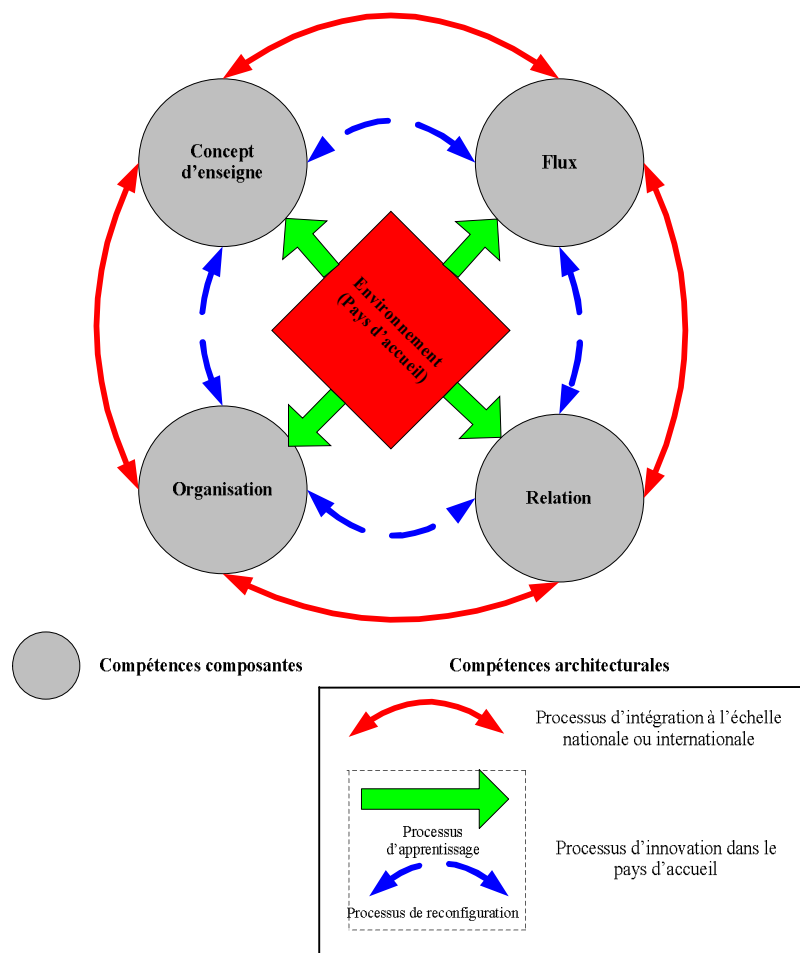 Concept
d'enseigne
Flux
Environnement
(Pays d'accueil)
Organisation
Relation
Compétences composantes
Compétences architecturales
Processus d'intégration à l'échelle
nationale ou internationale
Processus
d'apprentissage
Processus de reconfiguration
Processus d'innovation dans le
pays d'accueil